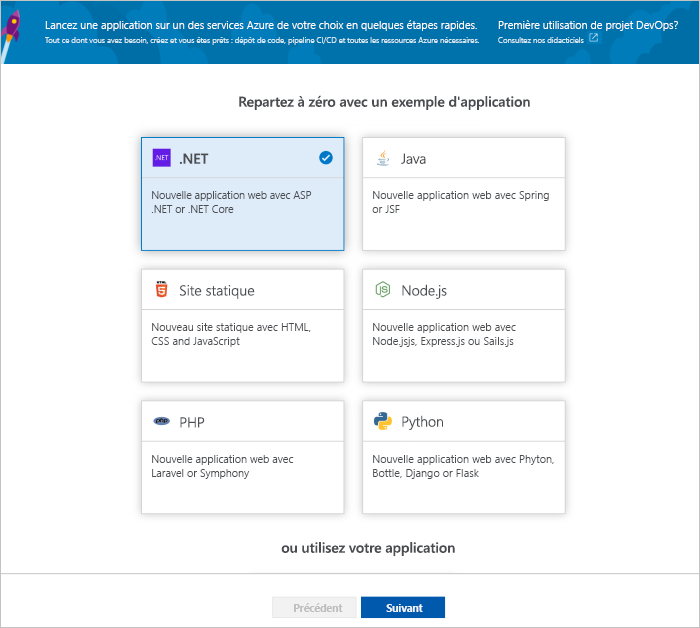 Lancez une application sur un des services Azure de votre choix en quelques étapes rapides.
Tout ce dont vous avez besoin, créez et vous êtes prêts : dépôt de code, pipeline CI/CD et toutes les ressources Azure nécessaires.
Première utilisation de projet DevOps?
Consultez nos didacticiels
Repartez à zéro avec un exemple d'application
.NET
.NET
Nouvelle application web avec ASP
.NET or .NET Core
Java
Nouvelle application web avec Spring
or JSF
HTML
5
Site statique
Nouveau site statique avec HTML,
CSS and JavaScript
JS
Node.js
Nouvelle application web avec
Node.jsjs, Express.js ou Sails.js
php
PHP
Nouvelle application web avec
Laravel or Symphony
Python
Nouvelle application web avec Phyton,
Bottle, Django or Flask
ou utilisez votre application
Précédent
Suivant